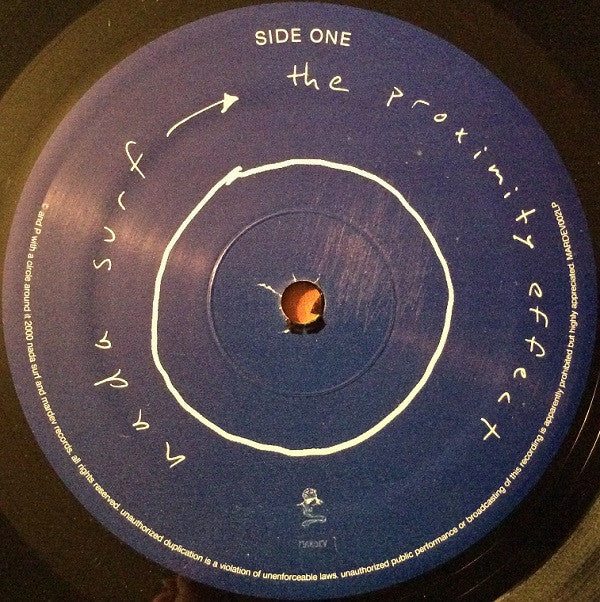 SIDE ONE
nada surf → the proximity effect
c and P with a circle around it 2000 nada surf and mardev records. all rights reserved. unauthorized duplication is a violation of unenforceable laws. unauthorized public performance or broadcasting of this recording is apparently prohibited but highly appreciated. MARDEV002LP
MARDEV